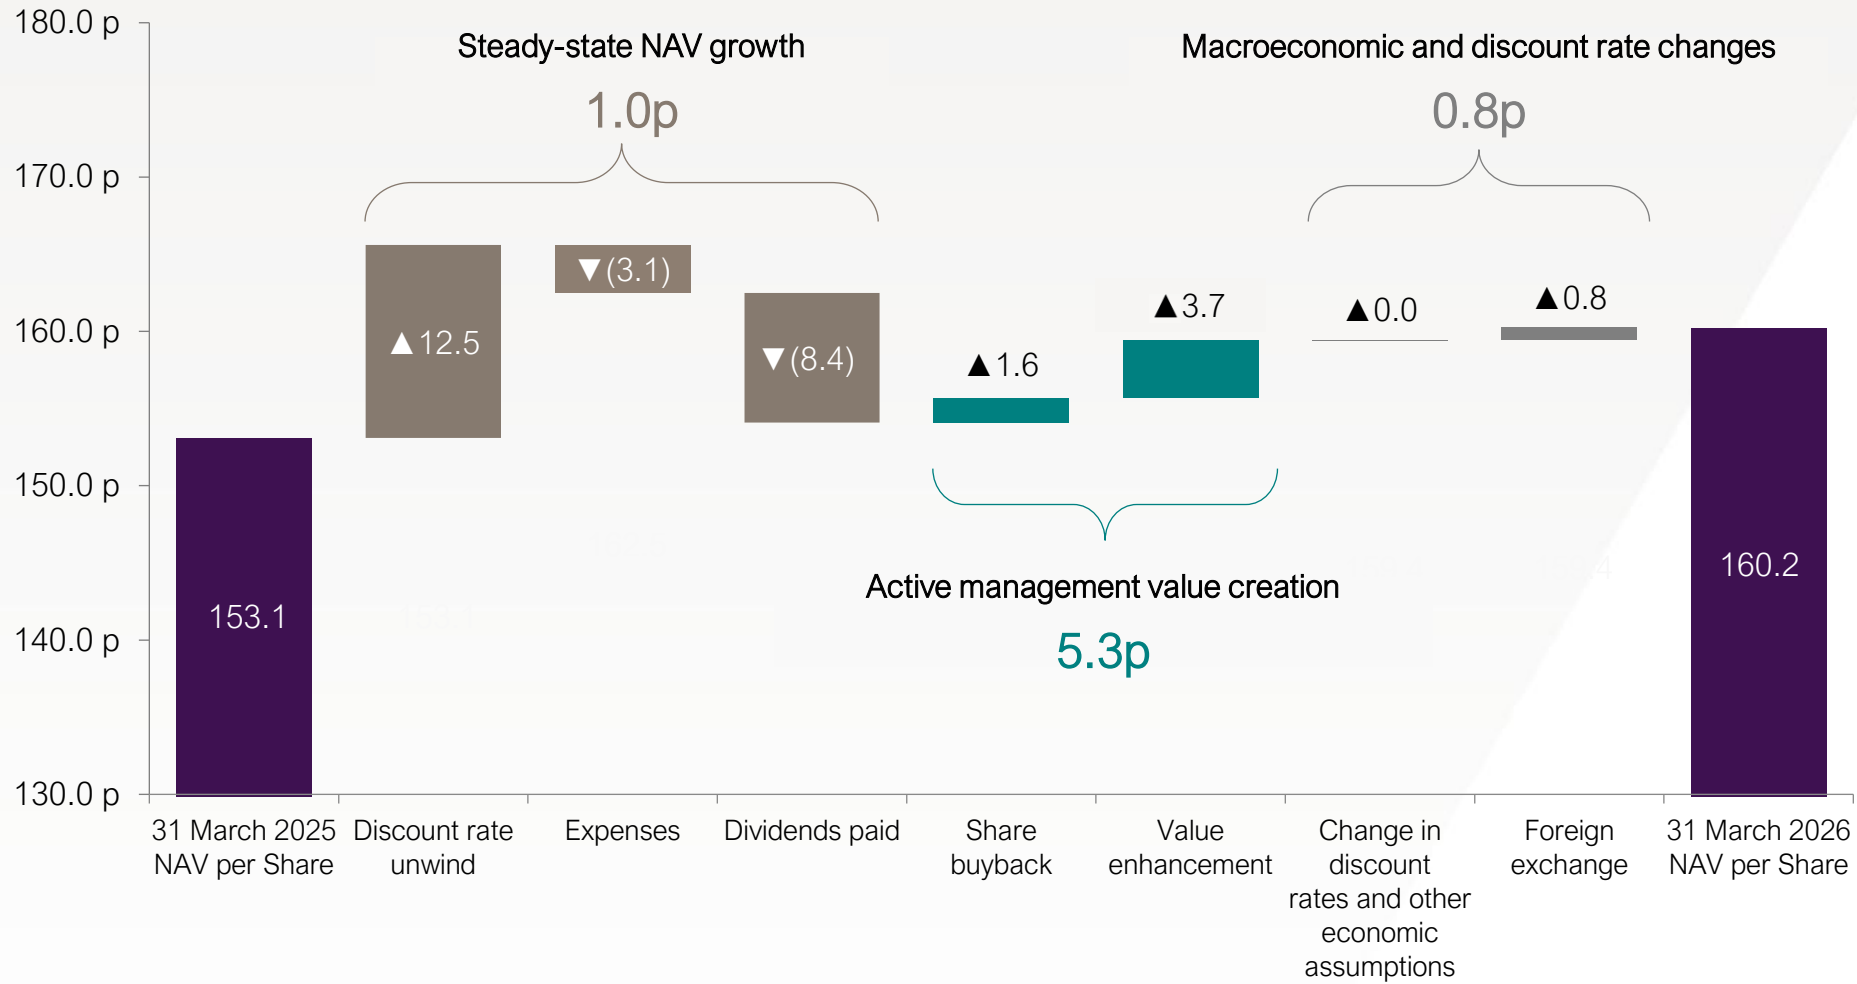 180.0 p
170.0 p
160.0 p
150.0 p
140.0 p
130.0 p
Steady-state NAV growth
1.0p
Macroeconomic and discount rate changes
0.8p
153.1
▲12.5
▼(3.1)
▼(8.4)
▲1.6
▲3.7
▲0.0
▲0.8
160.2
Active management value creation
5.3p
31 March 2025
NAV per Share
Discount rate
unwind
Expenses
Dividends paid
Share
buyback
Value
enhancement
Change in
discount
rates and other
economic
assumptions
Foreign
exchange
31 March 2026
NAV per Share